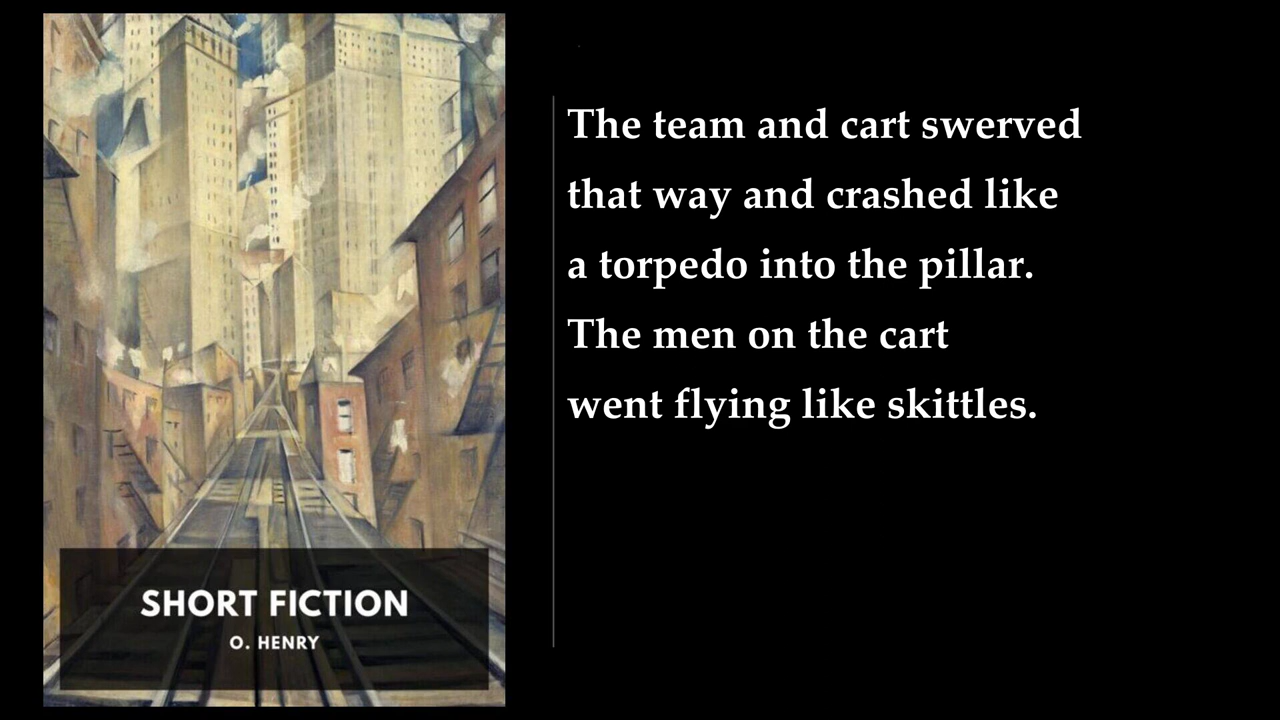 The team and cart swerved
that way and crashed like
a torpedo into the pillar.
The men on the cart
went flying like skittles.
SHORT FICTION
O. HENRY